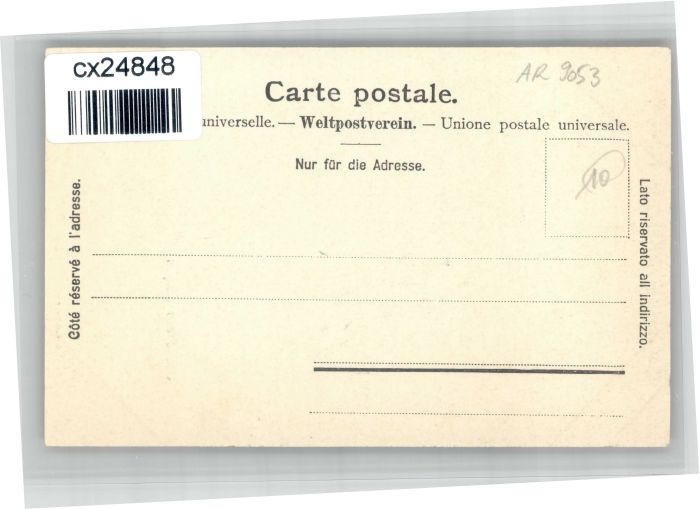 cx24848
AR 9053
Carte postale.
universelle. — Weltpostverein. — Unione postale universale.
Nur für die Adresse.
10
Côté réservé à l'adresse.
Lato riservato all indirizzo.